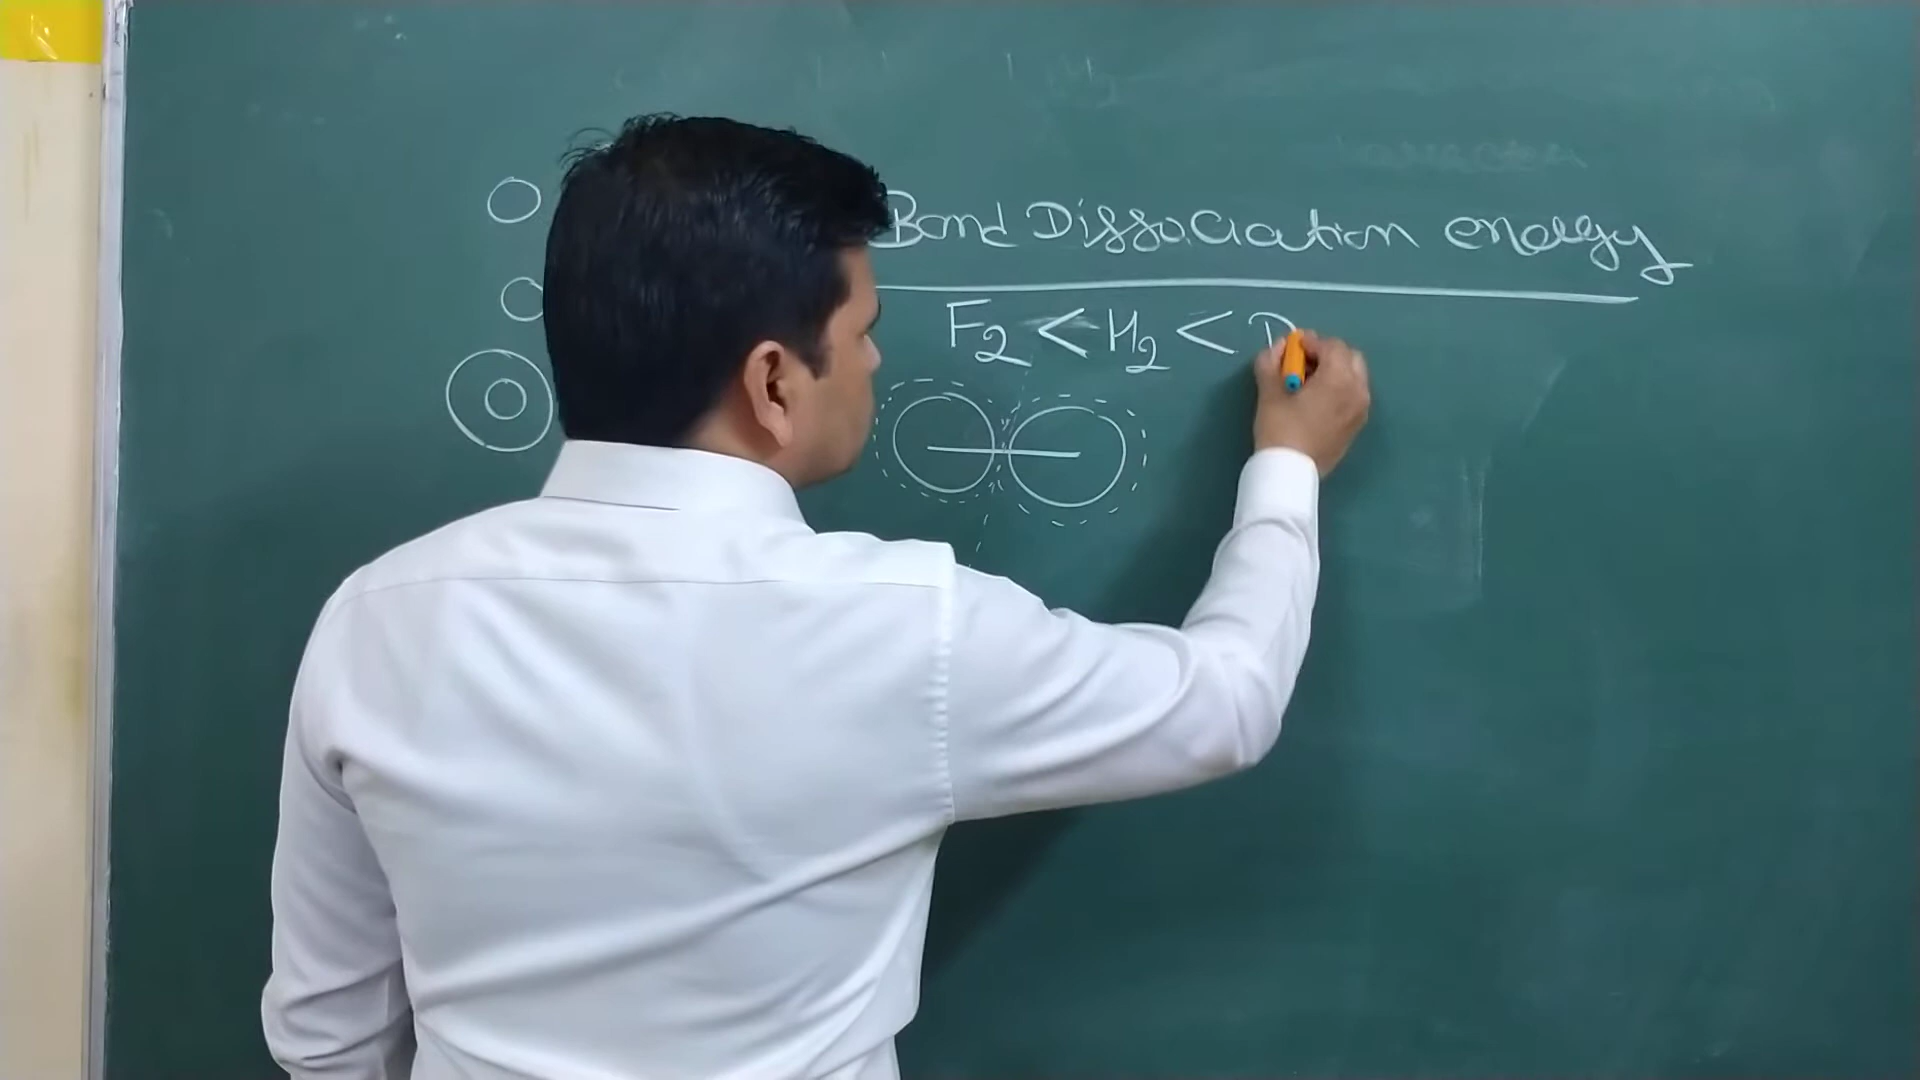 Bond Dissociation energy
F₂ < H₂ < D